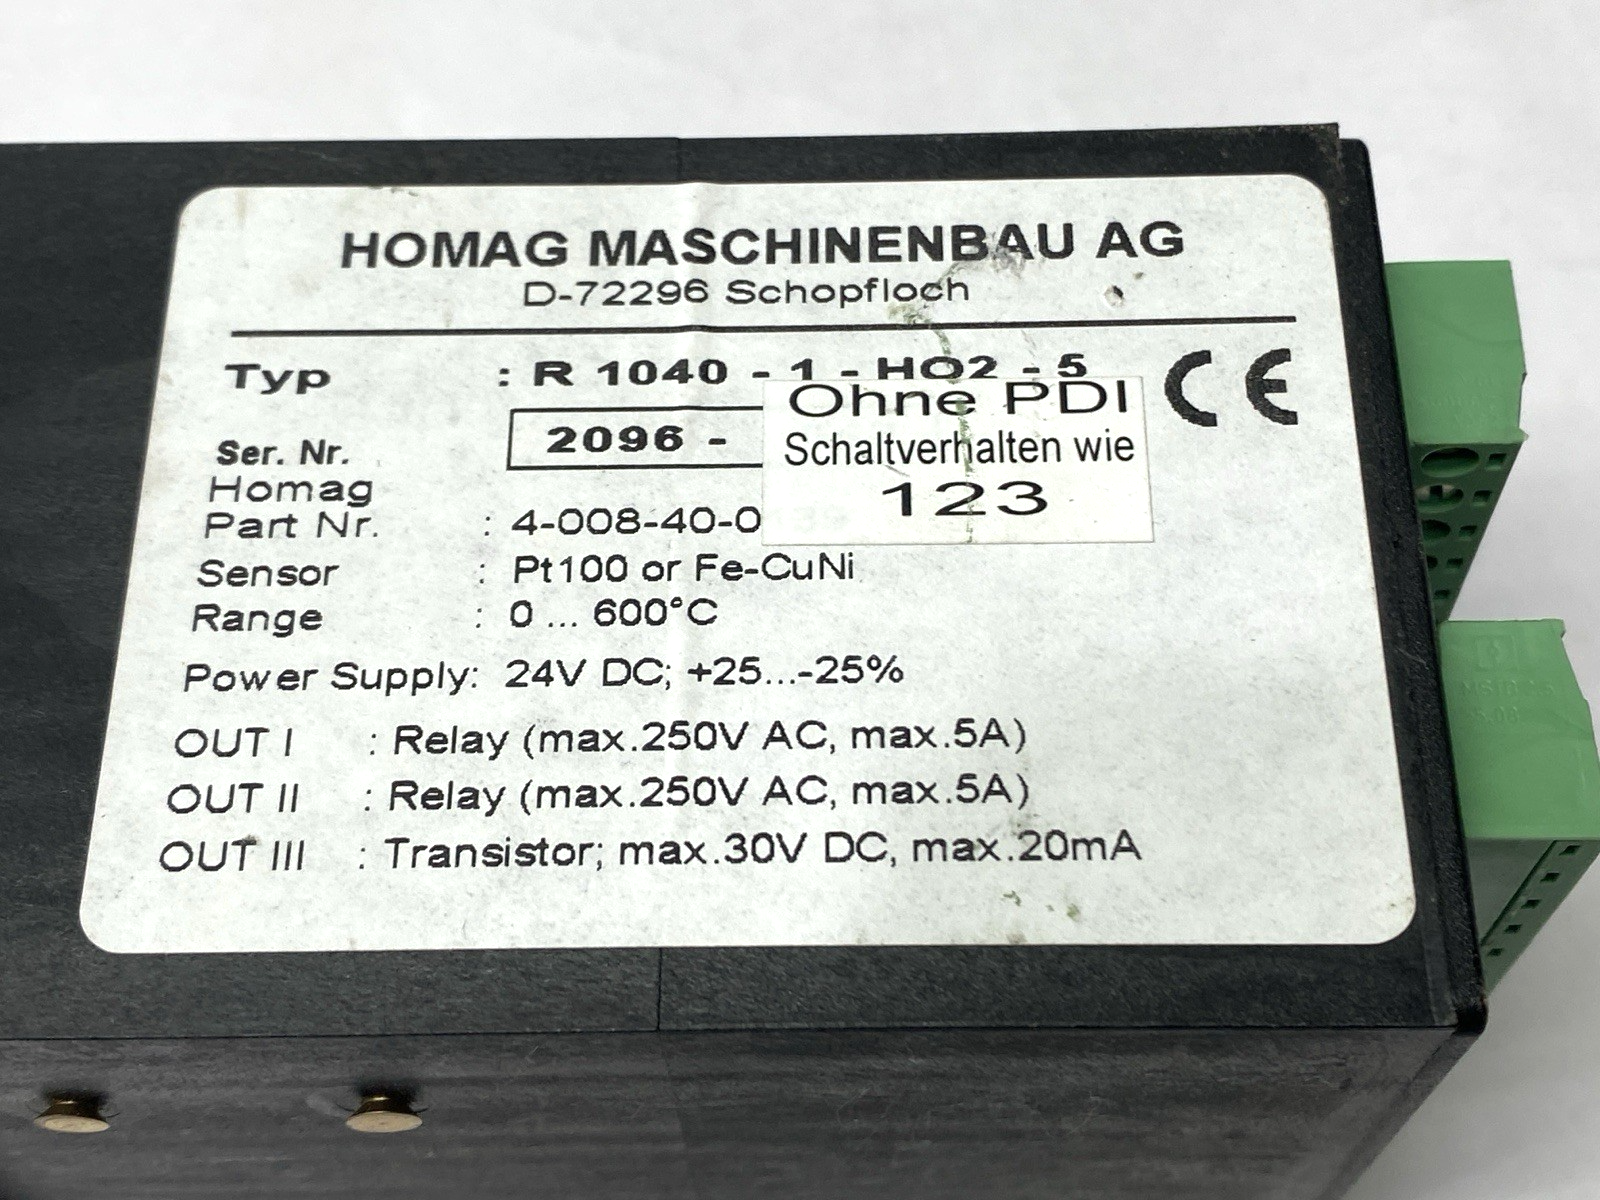 HOMAG MASCHINENBAU AG
D-72296 Schopfloch
Typ : R 1040 - 1 - HO2 - 5 CE
Ohne PDI
Ser. Nr. 2096 - Schaltverhalten wie
Homag 123
Part Nr. : 4-008-40-0
Sensor : Pt100 or Fe-CuNi
Range : 0 ... 600°C
Power Supply: 24V DC; +25...-25%
OUT I : Relay (max.250V AC, max.5A)
OUT II : Relay (max.250V AC, max.5A)
OUT III : Transistor; max.30V DC, max.20mA